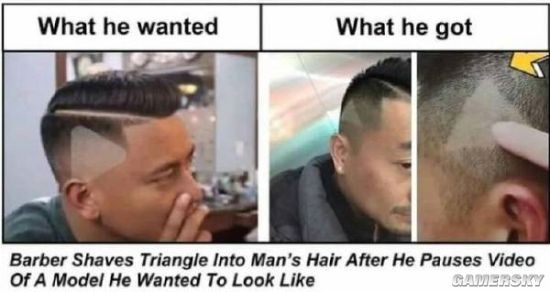 What he wanted
What he got
Barber Shaves Triangle Into Man's Hair After He Pauses Video
Of A Model He Wanted To Look Like
GAMERSKY